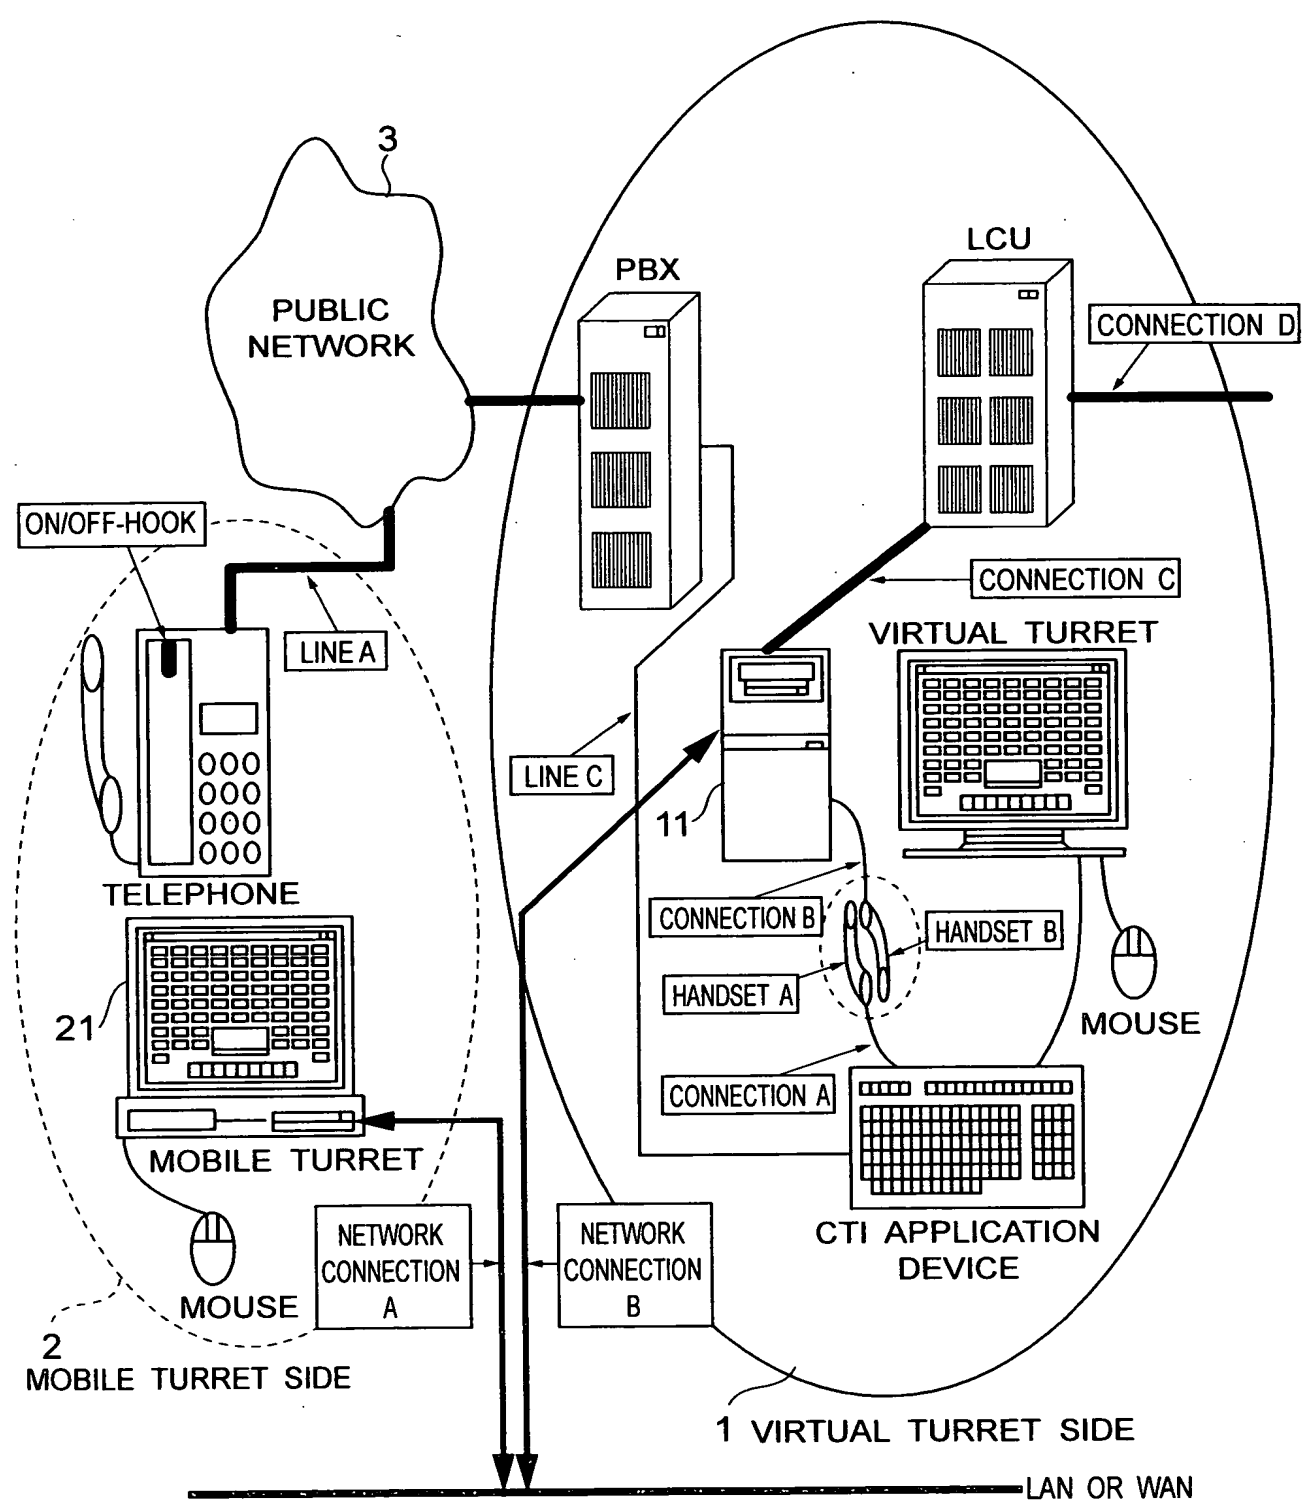 3
PUBLIC
NETWORK
PBX
LCU
CONNECTION D
ON/OFF-HOOK
LINE A
CONNECTION C
VIRTUAL TURRET
LINE C
11
TELEPHONE
CONNECTION B
HANDSET B
HANDSET A
21
MOUSE
CONNECTION A
MOBILE TURRET
CTI APPLICATION
DEVICE
NETWORK
CONNECTION
A
NETWORK
CONNECTION
B
MOUSE
2
MOBILE TURRET SIDE
1 VIRTUAL TURRET SIDE
LAN OR WAN